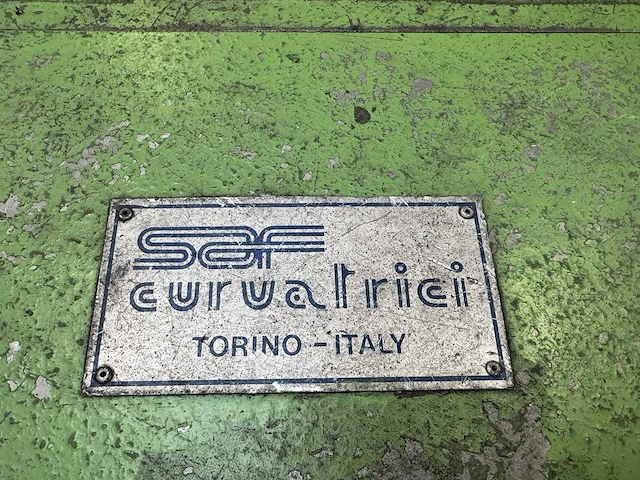 saf
curvatrici
TORINO - ITALY